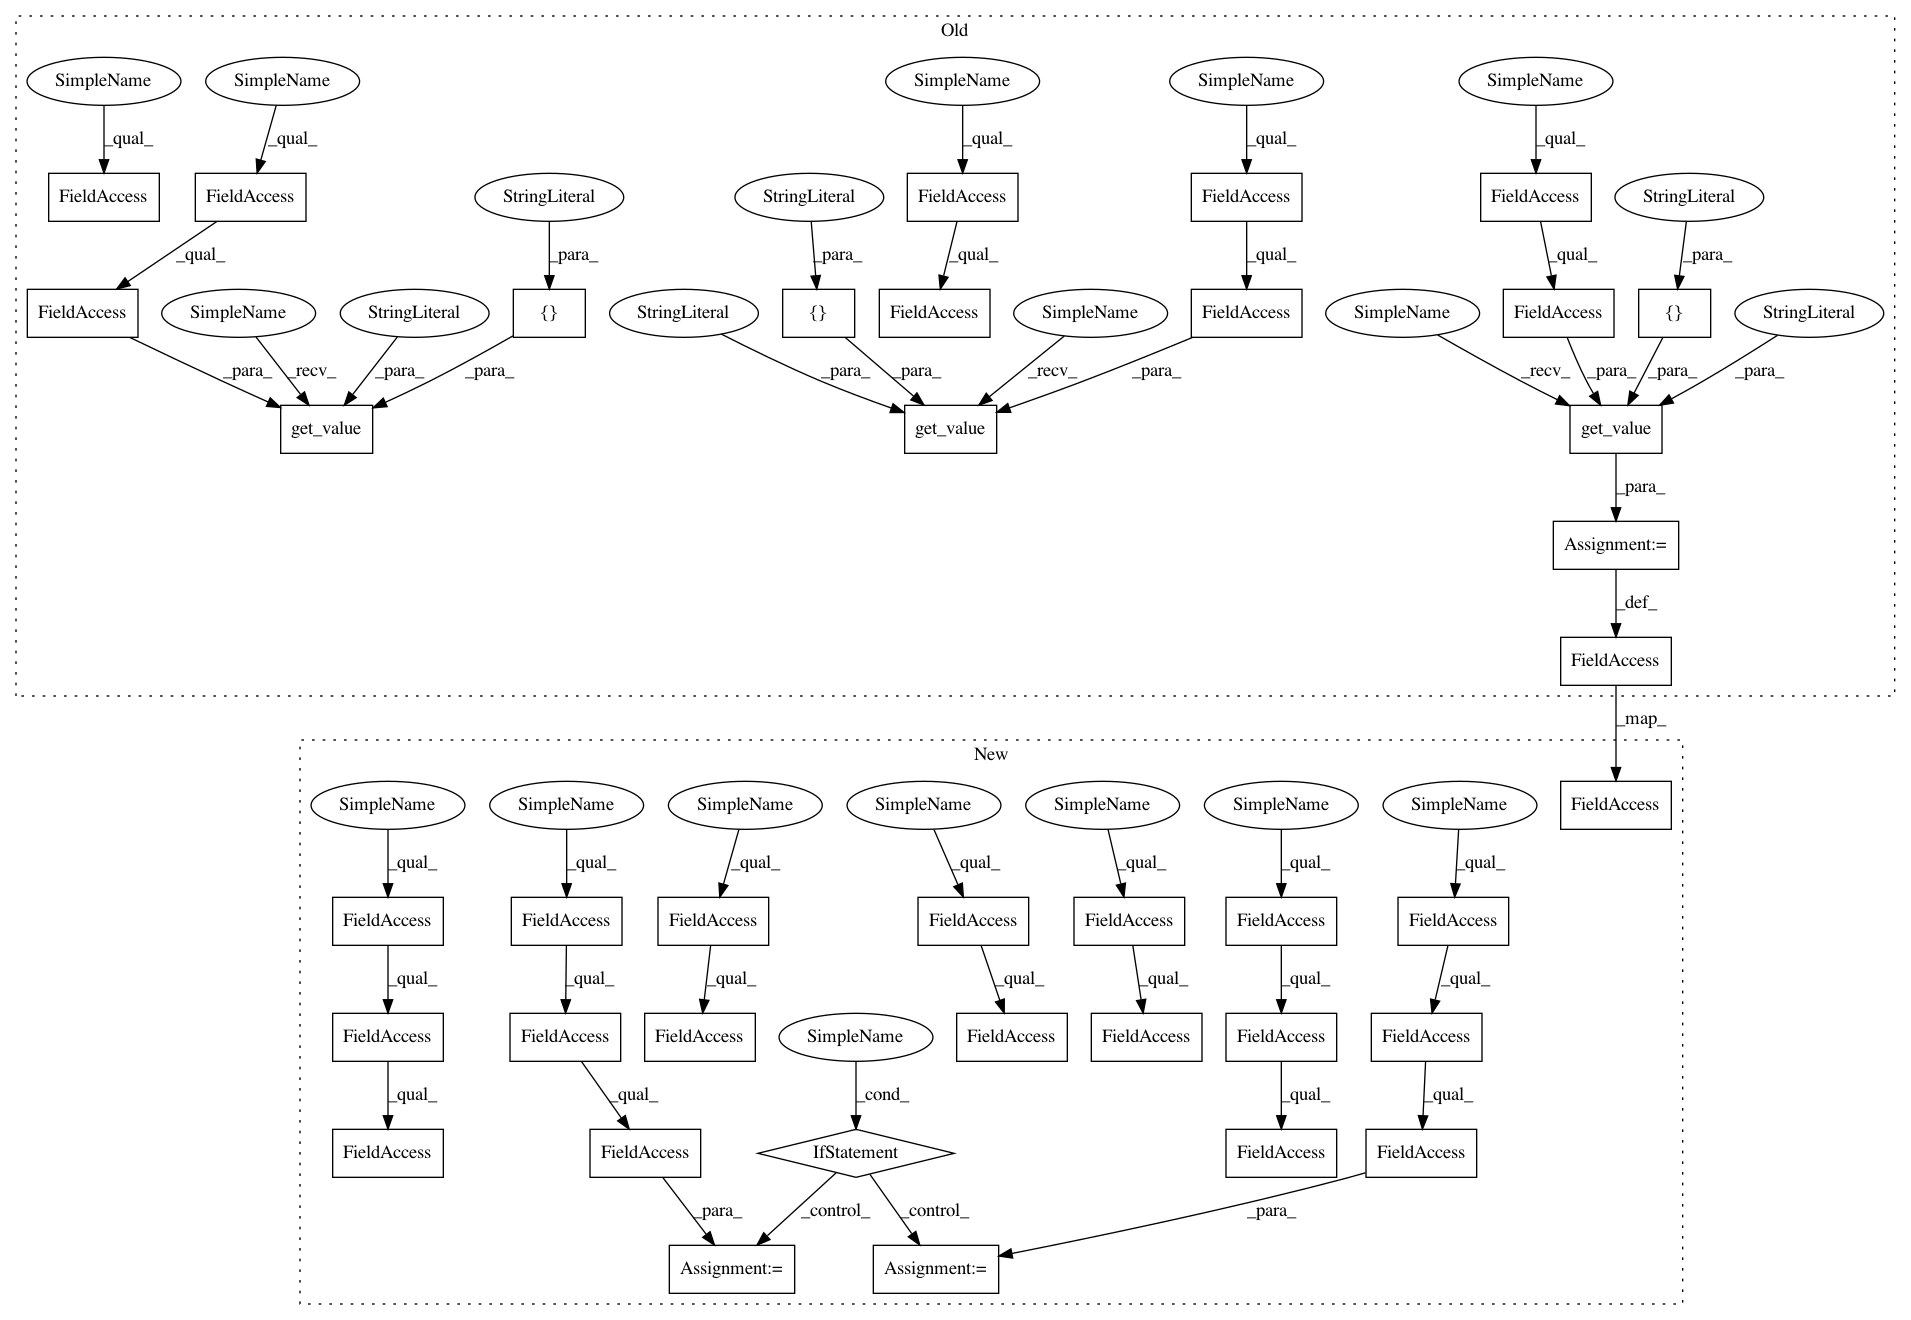 Old
SimpleName SimpleName SimpleName SimpleName SimpleName
_qual_ _qual_ _qual_ _qual_ _qual_
FieldAccess FieldAccess StringLiteral StringLiteral FieldAccess FieldAccess FieldAccess StringLiteral
_qual_ _para_ _para_ _qual_ _qual_ _qual_ _para_
FieldAccess SimpleName StringLiteral {} StringLiteral {} FieldAccess SimpleName FieldAccess SimpleName FieldAccess {} StringLiteral
_para_ _recv_ _para_ _para_ _para_ _para_ _recv_ _para_ _recv_ _para_ _para_ _para_
get_value get_value get_value
_para_
Assignment:=
_def_
FieldAccess
_map_
New
SimpleName SimpleName SimpleName SimpleName SimpleName SimpleName SimpleName FieldAccess
_qual_ _qual_ _qual_ _qual_ _qual_ _qual_ _qual_
FieldAccess FieldAccess FieldAccess FieldAccess FieldAccess FieldAccess FieldAccess
_qual_ _qual_ _qual_ _qual_ _qual_ _qual_ _qual_
FieldAccess FieldAccess FieldAccess SimpleName FieldAccess FieldAccess FieldAccess FieldAccess
_qual_ _qual_ _cond_ _qual_ _qual_
FieldAccess FieldAccess IfStatement FieldAccess FieldAccess
_para_ _control_ _control_ _para_
Assignment:= Assignment:=